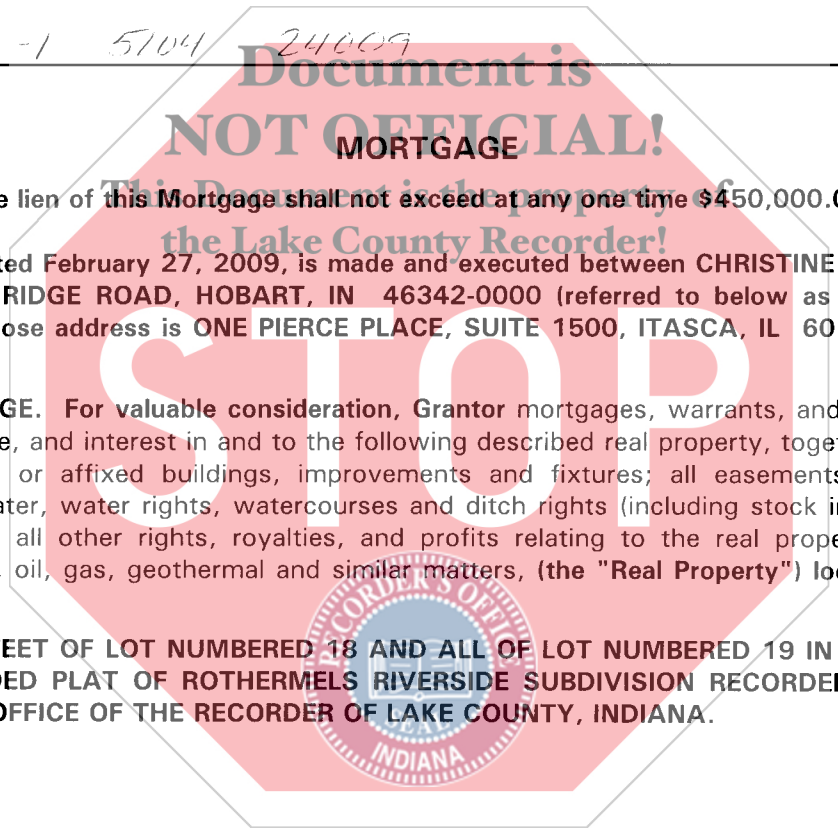 -1 5104 24009
Document is
NOT OFFICIAL!
MORTGAGE
This Document is the property of
e lien of this Mortgage shall not exceed at any one time $450,000.0
the Lake County Recorder!
ted February 27, 2009, is made and executed between CHRISTINE
RIDGE ROAD, HOBART, IN 46342-0000 (referred to below as
ose address is ONE PIERCE PLACE, SUITE 1500, ITASCA, IL 60
STOP
GE. For valuable consideration, Grantor mortgages, warrants, and
e, and interest in and to the following described real property, toge
or affixed buildings, improvements and fixtures; all easements
ater, water rights, watercourses and ditch rights (including stock i
all other rights, royalties, and profits relating to the real prope
oil, gas, geothermal and similar matters, (the "Real Property") lo
RECORDER'S OFFICE
EET OF LOT NUMBERED 18 AND ALL OF LOT NUMBERED 19 IN
DED PLAT OF ROTHERMELS RIVERSIDE SUBDIVISION RECORDE
OFFICE OF THE RECORDER OF LAKE COUNTY, INDIANA.
SEAL
INDIANA